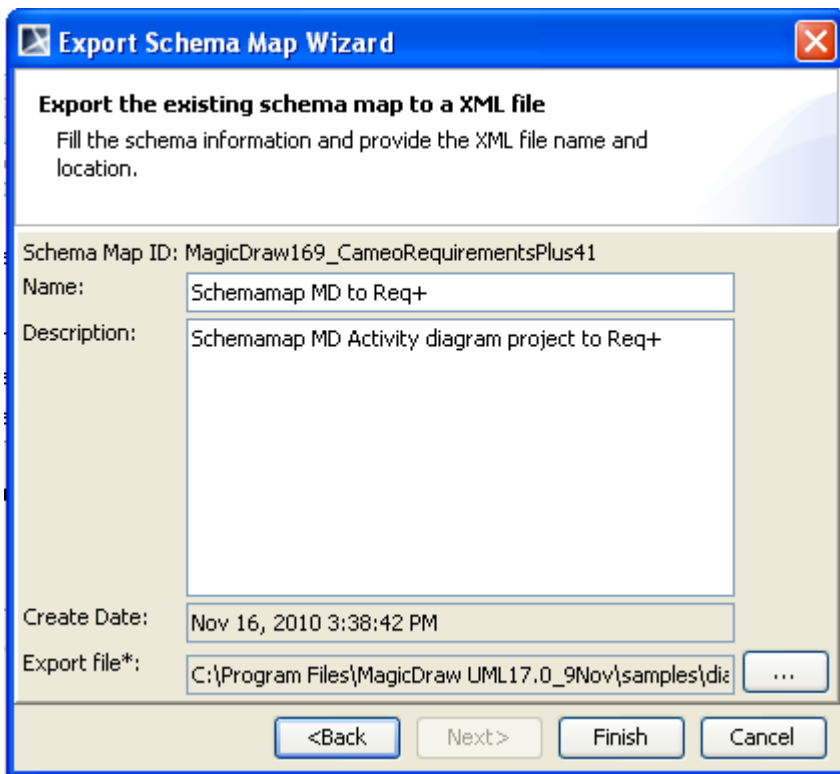 Export Schema Map Wizard
Export the existing schema map to a XML file
Fill the schema information and provide the XML file name and
location.
Schema Map ID: MagicDraw169_CameoRequirementsPlus41
Name: Schemamap MD to Req+
Description: Schemamap MD Activity diagram project to Req+
Create Date: Nov 16, 2010 3:38:42 PM
Export file*: C:\Program Files\MagicDraw UML17.0_9Nov\samples\dia ...
<Back Next> Finish Cancel